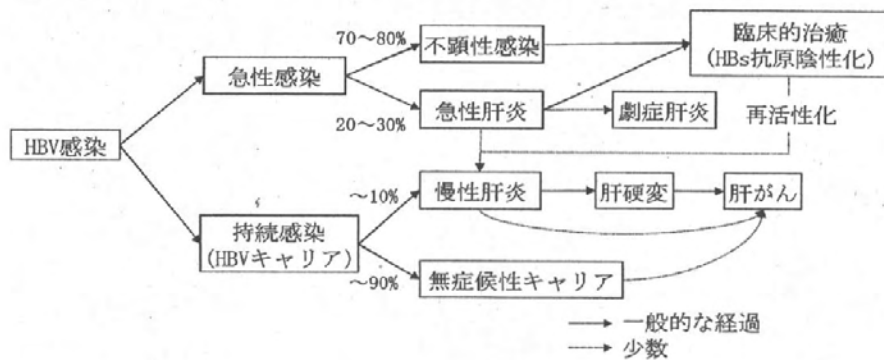 70～80%
不顕性感染
臨床的治癒
(HBs抗原陰性化)
急性感染
急性肝炎
劇症肝炎
再活性化
20～30%
HBV感染
～10%
慢性肝炎
肝硬変
肝がん
持続感染
(HBVキャリア)
～90%
無症候性キャリア
一般的な経過
少数